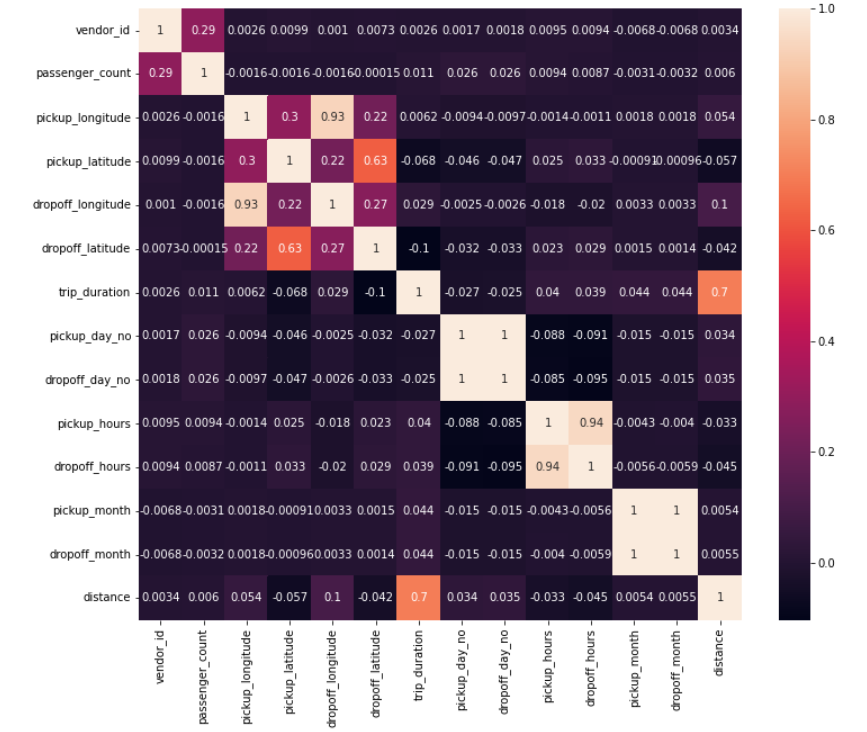 1.0
vendor_id 1 0.29 0.0026 0.0099 0.001 0.0073 0.0026 0.0017 0.0018 0.0095 0.0094 -0.0068 -0.0068 0.0034
passenger_count 0.29 1 -0.0016 -0.0016 -0.0016 -0.00015 0.011 0.026 0.026 0.0094 0.0087 -0.0031 -0.0032 0.006
pickup_longitude 0.0026 -0.0016 1 0.3 0.93 0.22 0.0062 -0.0094 -0.0097 -0.0014 -0.0011 0.0018 0.0018 0.054
0.8
pickup_latitude 0.0099 -0.0016 0.3 1 0.22 0.63 -0.068 -0.046 -0.047 0.025 0.033 -0.00091 0.00096 -0.057
dropoff_longitude 0.001 -0.0016 0.93 0.22 1 0.27 0.029 -0.0025 -0.0026 -0.018 -0.02 0.0033 0.0033 0.1
0.6
dropoff_latitude 0.0073 -0.00015 0.22 0.63 0.27 1 -0.1 -0.032 -0.033 0.023 0.029 0.0015 0.0014 -0.042
trip_duration 0.0026 0.011 0.0062 -0.068 0.029 -0.1 1 -0.027 -0.025 0.04 0.039 0.044 0.044 0.7
pickup_day_no 0.0017 0.026 -0.0094 -0.046 -0.0025 -0.032 -0.027 1 1 -0.088 -0.091 -0.015 -0.015 0.034
0.4
dropoff_day_no 0.0018 0.026 -0.0097 -0.047 -0.0026 -0.033 -0.025 1 1 -0.085 -0.095 -0.015 -0.015 0.035
pickup_hours 0.0095 0.0094 -0.0014 0.025 -0.018 0.023 0.04 -0.088 -0.085 1 0.94 -0.0043 -0.004 -0.033
0.2
dropoff_hours 0.0094 0.0087 -0.0011 0.033 -0.02 0.029 0.039 -0.091 -0.095 0.94 1 -0.0056 -0.0059 -0.045
pickup_month -0.0068 -0.0031 0.0018 -0.00091 0.0033 0.0015 0.044 -0.015 -0.015 -0.0043 -0.0056 1 1 0.0054
dropoff_month -0.0068 -0.0032 0.0018 -0.00096 0.0033 0.0014 0.044 -0.015 -0.015 -0.004 -0.0059 1 1 0.0055
0.0
distance 0.0034 0.006 0.054 -0.057 0.1 -0.042 0.7 0.034 0.035 -0.033 -0.045 0.0054 0.0055 1
vendor_id
passenger_count
pickup_longitude
pickup_latitude
dropoff_longitude
dropoff_latitude
trip_duration
pickup_day_no
dropoff_day_no
pickup_hours
dropoff_hours
pickup_month
dropoff_month
distance